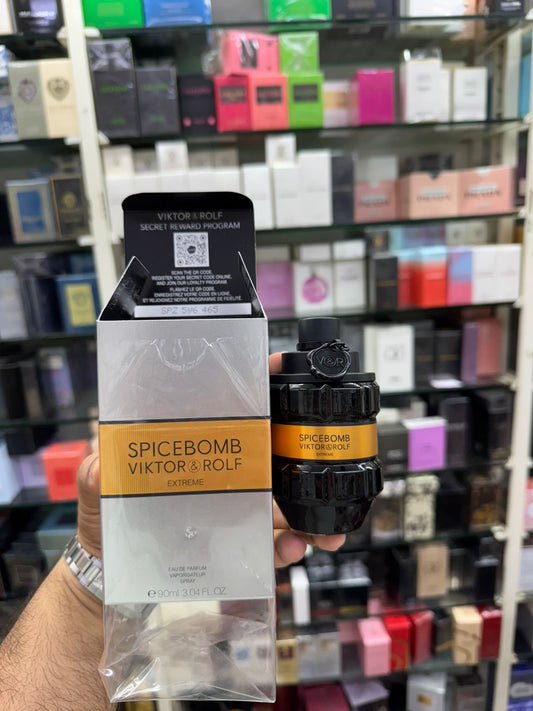 VIKTOR&ROLF
SECRET REWARD PROGRAM
SCAN THE QR CODE
REGISTER YOUR SECRET CODE ONLINE,
AND JOIN OUR LOYALTY PROGRAM
FLASHEZ LE QR CODE,
ENREGISTREZ VOTRE CODE EN LIGNE,
ET REJOIGNEZ NOTRE PROGRAMME DE FIDÉLITÉ
SPZ 5V6 465
SPICEBOMB
VIKTOR&ROLF
EXTREME
EAU DE PARFUM
VAPORISATEUR
SPRAY
℮90ml 3.04 FL.OZ.
V&R
SPICEBOMB
VIKTOR&ROLF
EXTREME